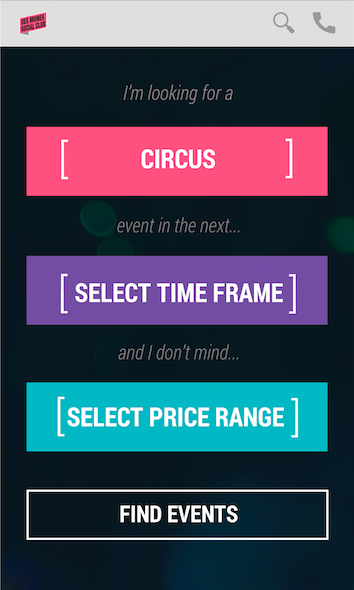 DES MOINES
SOCIAL CLUB
I'm looking for a
[ CIRCUS ]
event in the next...
[ SELECT TIME FRAME ]
and I don't mind...
[ SELECT PRICE RANGE ]
FIND EVENTS